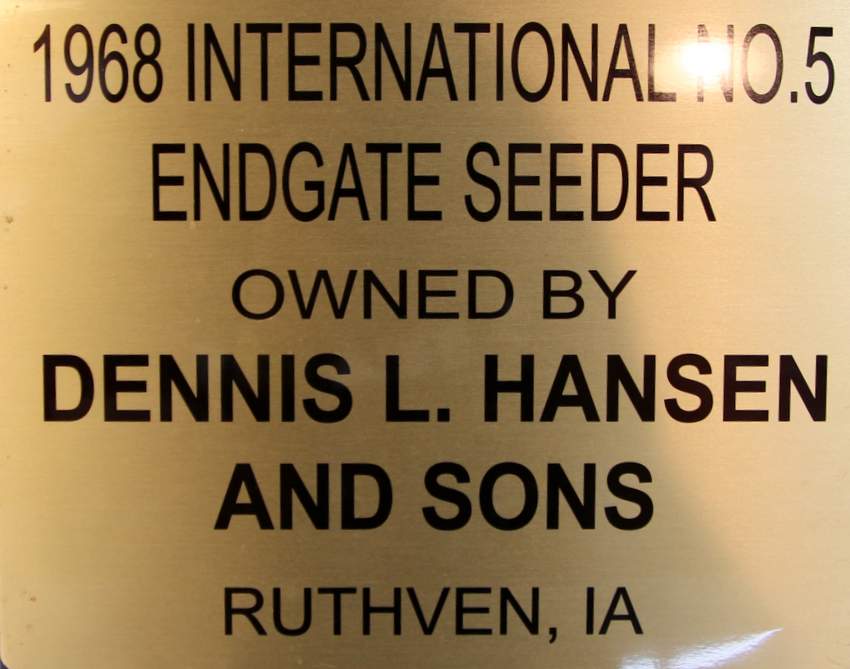 1968 INTERNATIONAL NO.5
ENDGATE SEEDER
OWNED BY
DENNIS L. HANSEN
AND SONS
RUTHVEN, IA